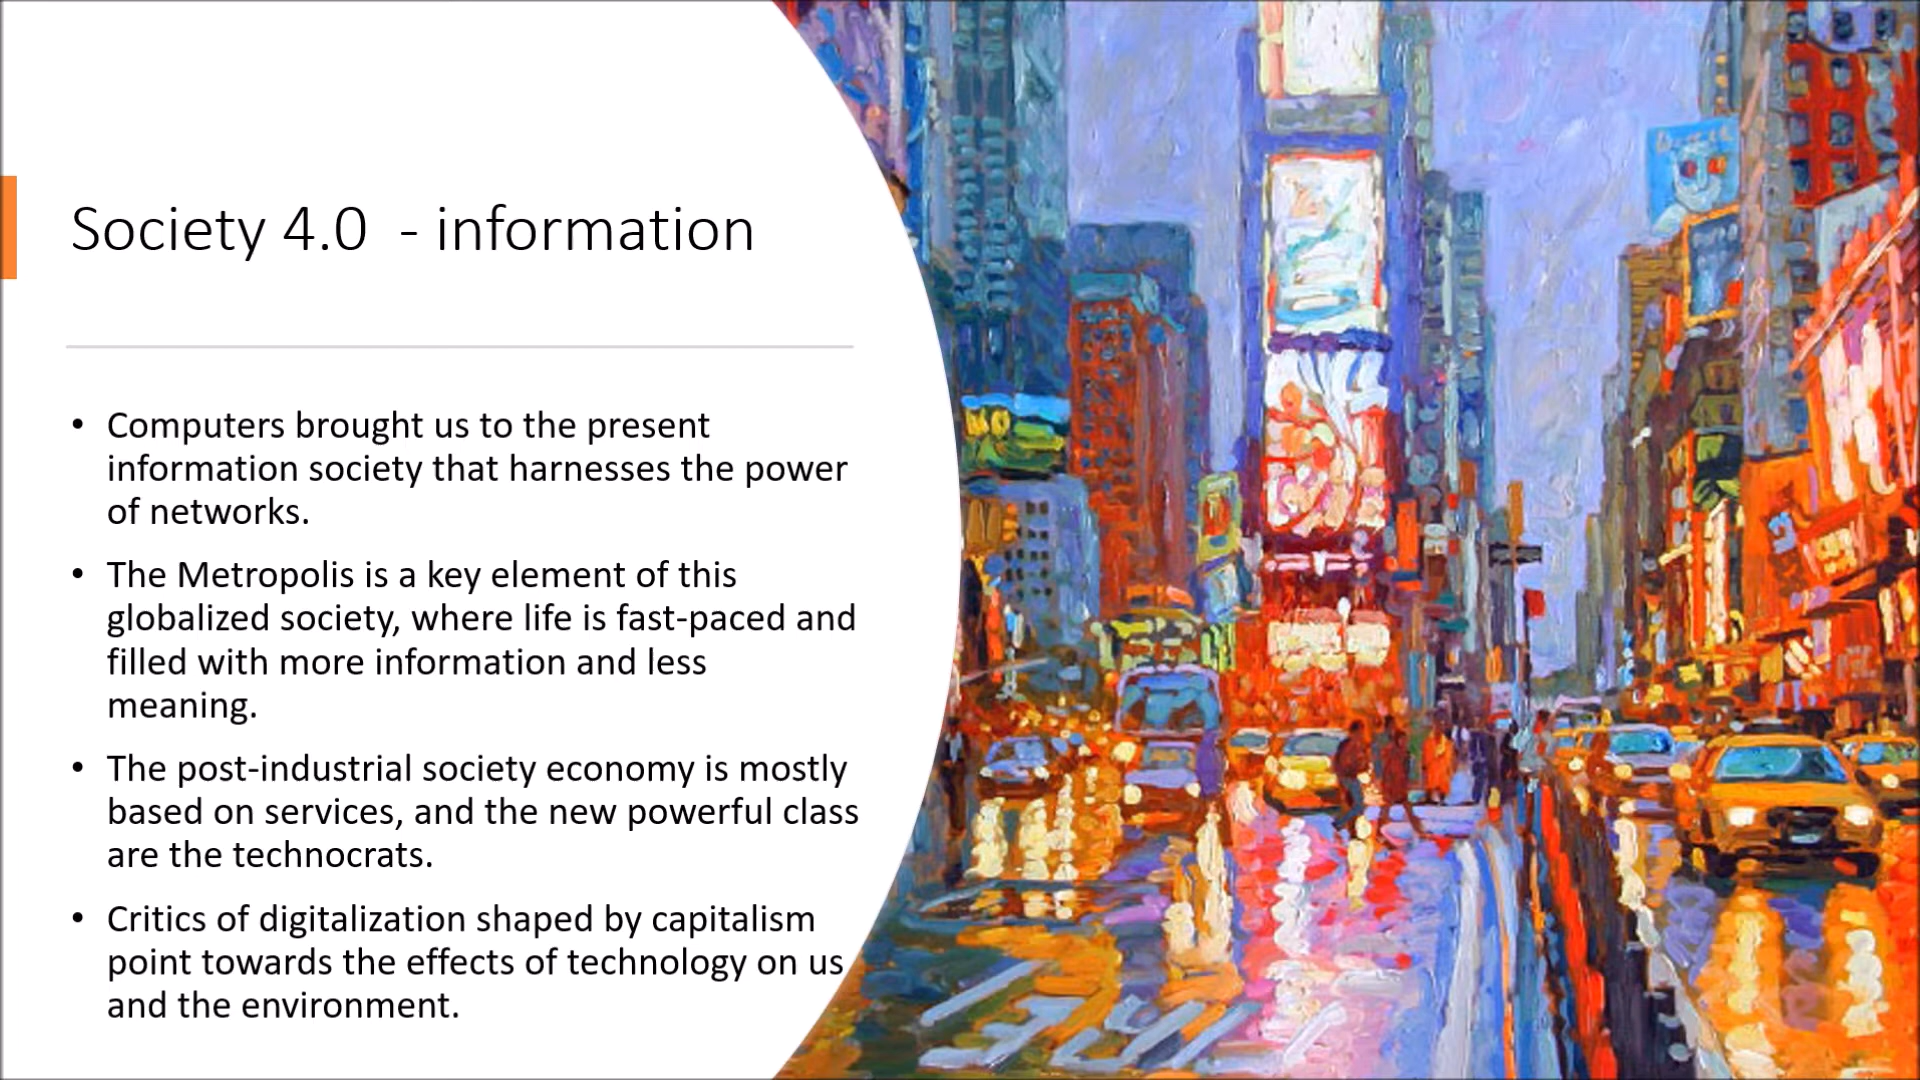 Society 4.0  - information
• Computers brought us to the present
information society that harnesses the power
of networks.
• The Metropolis is a key element of this
globalized society, where life is fast-paced and
filled with more information and less
meaning.
• The post-industrial society economy is mostly
based on services, and the new powerful class
are the technocrats.
• Critics of digitalization shaped by capitalism
point towards the effects of technology on us
and the environment.